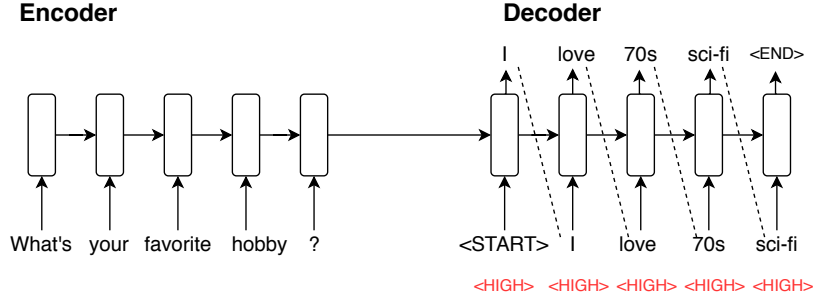 Encoder Decoder
I love 70s sci-fi <END>
What's your favorite hobby ? <START> I love 70s sci-fi
<HIGH> <HIGH> <HIGH> <HIGH> <HIGH>